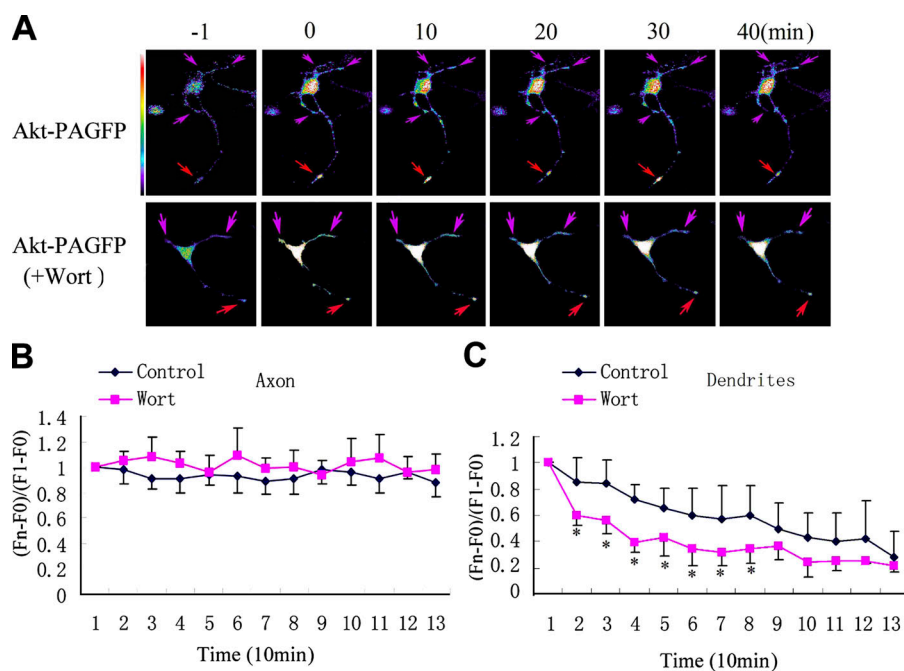 A
-1 0 10 20 30 40(min)
Akt-PAGFP
Akt-PAGFP
(+Wort)
B
Control
Wort
Axon
(Fn-F0)/(F1-F0)
1.4
1.2
1
0.8
0.6
0.4
0.2
0
1 2 3 4 5 6 7 8 9 10 11 12 13
Time (10min)
C
Control
Wort
Dendrites
(Fn-F0)/(F1-F0)
1.2
1
0.8
0.6
0.4
0.2
0
* * * * * * *
1 2 3 4 5 6 7 8 9 10 11 12 13
Time (10min)